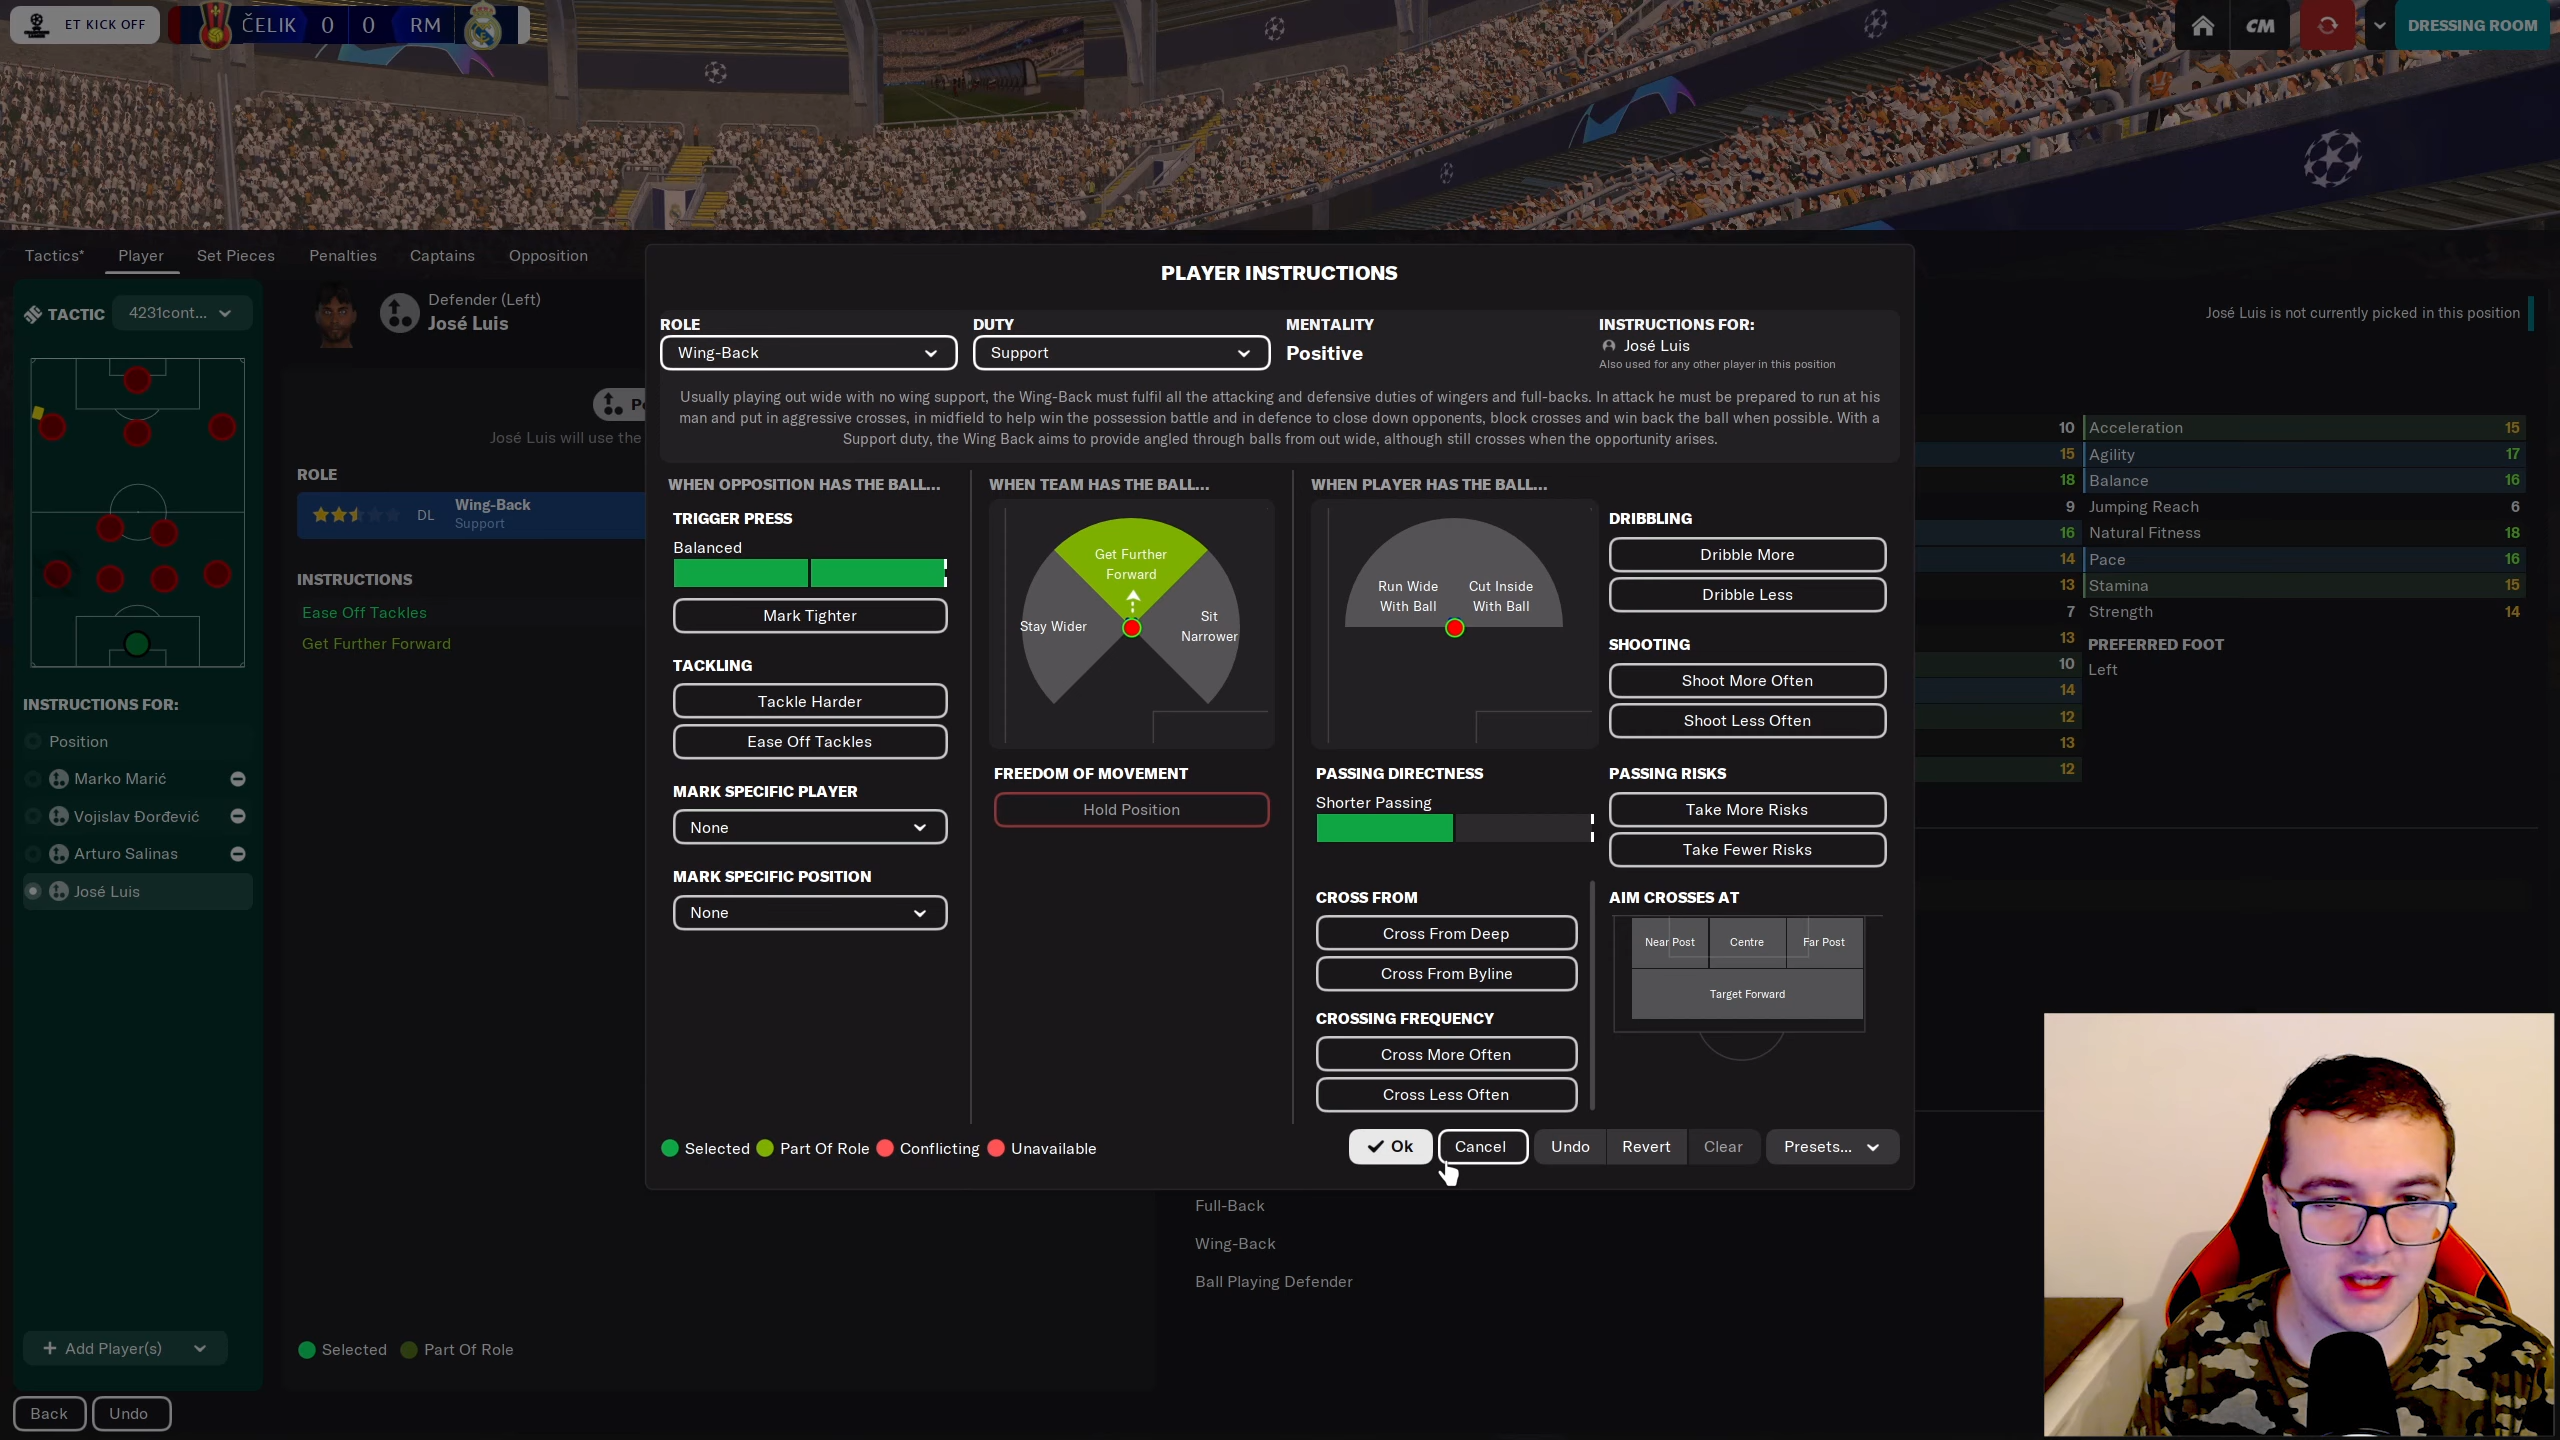 ET KICK OFF
ČELIK 0 0 RM
CM
DRESSING ROOM
Tactics* Player Set Pieces Penalties Captains Opposition
TACTIC 4231cont...
Defender (Left)
José Luis
José Luis will use the
ROLE
DL Wing-Back
Support
INSTRUCTIONS
Ease Off Tackles
Get Further Forward
INSTRUCTIONS FOR:
Position
Marko Marić
Vojislav Đorđević
Arturo Salinas
José Luis
Add Player(s)
Selected Part Of Role
Back Undo
PLAYER INSTRUCTIONS
ROLE
Wing-Back
DUTY
Support
MENTALITY
Positive
INSTRUCTIONS FOR:
José Luis
Also used for any other player in this position
Usually playing out wide with no wing support, the Wing-Back must fulfil all the attacking and defensive duties of wingers and full-backs. In attack he must be prepared to run at his
man and put in aggressive crosses, in midfield to help win the possession battle and in defence to close down opponents, block crosses and win back the ball when possible. With a
Support duty, the Wing Back aims to provide angled through balls from out wide, although still crosses when the opportunity arises.
WHEN OPPOSITION HAS THE BALL...
TRIGGER PRESS
Balanced
Mark Tighter
TACKLING
Tackle Harder
Ease Off Tackles
MARK SPECIFIC PLAYER
None
MARK SPECIFIC POSITION
None
WHEN TEAM HAS THE BALL...
Get Further
Forward
Stay Wider
Sit
Narrower
FREEDOM OF MOVEMENT
Hold Position
WHEN PLAYER HAS THE BALL...
Run Wide
With Ball
Cut Inside
With Ball
DRIBBLING
Dribble More
Dribble Less
SHOOTING
Shoot More Often
Shoot Less Often
PASSING DIRECTNESS
Shorter Passing
PASSING RISKS
Take More Risks
Take Fewer Risks
CROSS FROM
Cross From Deep
Cross From Byline
CROSSING FREQUENCY
Cross More Often
Cross Less Often
AIM CROSSES AT
Near Post Centre Far Post
Target Forward
Selected Part Of Role Conflicting Unavailable
Ok Cancel Undo Revert Clear Presets...
Full-Back
Wing-Back
Ball Playing Defender
José Luis is not currently picked in this position
10 Acceleration 15
15 Agility 17
18 Balance 16
9 Jumping Reach 6
16 Natural Fitness 18
14 Pace 16
13 Stamina 15
7 Strength 14
13
10
14
12
13
12
PREFERRED FOOT
Left